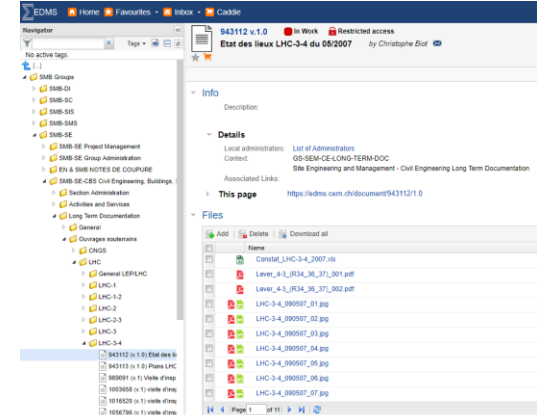 EDMS Home Favourites Inbox Caddie
Navigator
Tags
No active tags.
[...]
SMB Groups
SMB-DI
SMB-SC
SMB-SIS
SMB-SMS
SMB-SE
SMB-SE Project Management
SMB-SE Group Administration
EN & SMB NOTES DE COUPURE
SMB-SE-CBS Civil Engineering, Buildings,
Section Administration
Activities and Services
Long Term Documentation
General
Ouvrages souterrains
CNGS
LHC
General LEP/LHC
LHC-1
LHC-1-2
LHC-2
LHC-2-3
LHC-3
LHC-3-4
943112 (v 1.0) Etat des lie
943113 (v 1.0) Plans LHC
989091 (v 1) visite d'insp
1003658 (v 1) visite d'insp
1016520 (v 1) visite d'insp
1056796 (v 1) visite d'insp
943112 v.1.0 In Work Restricted access
Etat des lieux LHC-3-4 du 05/2007 by Christophe Biot
Info
Description:
Details
Local administrators: List of Administrators
Context: GS-SEM-CE-LONG-TERM-DOC
Site Engineering and Management - Civil Engineering Long Term Documentation
Associated Links:
This page https://edms.cern.ch/document/943112/1.0
Files
Add Delete Download all
Name
Constat_LHC-3-4_2007.xls
Lever_4-3_(R34_36_37)_001.pdf
Lever_4-3_(R34_36_37)_002.pdf
LHC-3-4_090507_01.jpg
LHC-3-4_090507_02.jpg
LHC-3-4_090507_03.jpg
LHC-3-4_090507_04.jpg
LHC-3-4_090507_05.jpg
LHC-3-4_090507_06.jpg
LHC-3-4_090507_07.jpg
Page 1 of 11